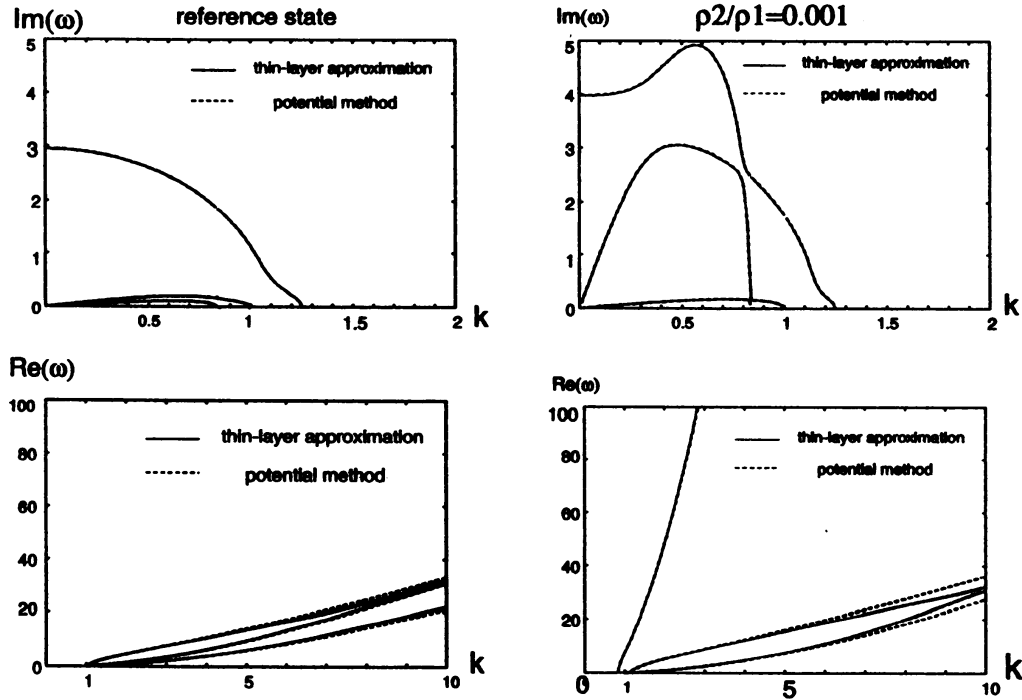 Im(ω) reference state
5
thin-layer approximation
4
potential method
3
2
1
0
0.5 1 1.5 2 k
Im(ω) ρ2/ρ1=0.001
5
thin-layer approximation
4
potential method
3
2
1
0
0.5 1 1.5 2 k
Re(ω)
100
80
thin-layer approximation
potential method
60
40
20
0
1 5 10 k
Re(ω)
100
80
thin-layer approximation
potential method
60
40
20
0
0 1 5 10 k